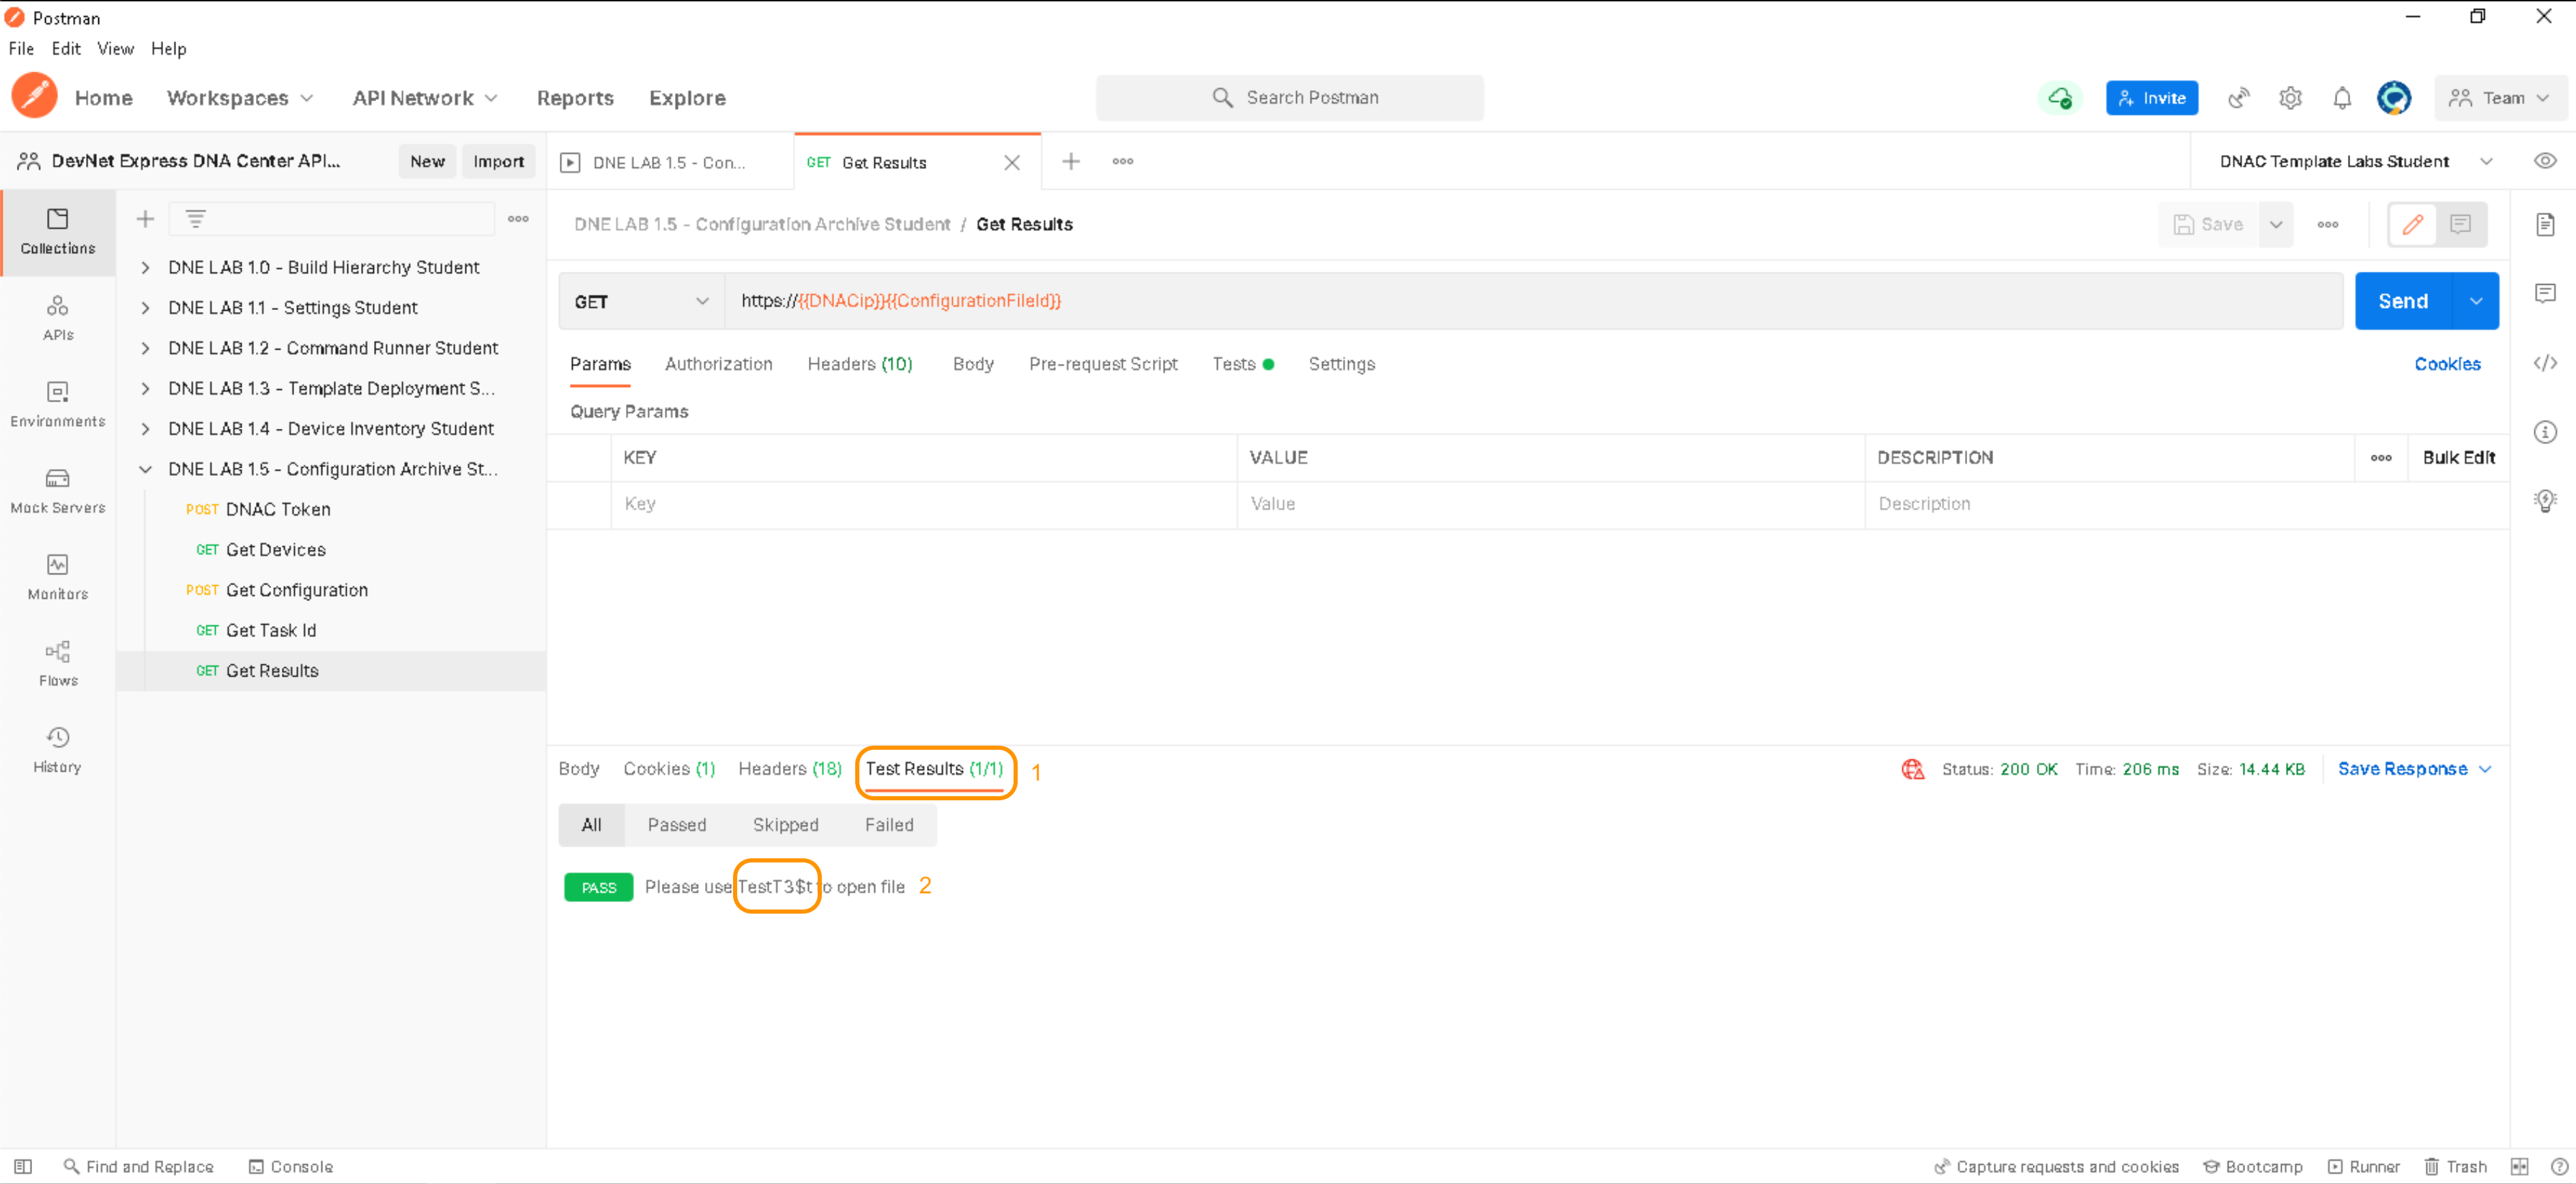 Postman
File Edit View Help
Home Workspaces API Network Reports Explore Search Postman Invite Team
DevNet Express DNA Center API... New Import DNE LAB 1.5 - Con... GET Get Results DNAC Template Labs Student
Collections
APIs
Environments
Mock Servers
Monitors
Flows
History
DNE LAB 1.0 - Build Hierarchy Student
DNE LAB 1.1 - Settings Student
DNE LAB 1.2 - Command Runner Student
DNE LAB 1.3 - Template Deployment S...
DNE LAB 1.4 - Device Inventory Student
DNE LAB 1.5 - Configuration Archive St...
POST DNAC Token
GET Get Devices
POST Get Configuration
GET Get Task Id
GET Get Results
DNE LAB 1.5 - Configuration Archive Student / Get Results Save
GET https://{{DNACip}}{{ConfigurationFileId}} Send
Params Authorization Headers (10) Body Pre-request Script Tests Settings Cookies
Query Params
KEY VALUE DESCRIPTION Bulk Edit
Key Value Description
Body Cookies (1) Headers (18) Test Results (1/1) 1 Status: 200 OK Time: 206 ms Size: 14.44 KB Save Response
All Passed Skipped Failed
PASS Please use TestT3$t to open file 2
Find and Replace Console Capture requests and cookies Bootcamp Runner Trash